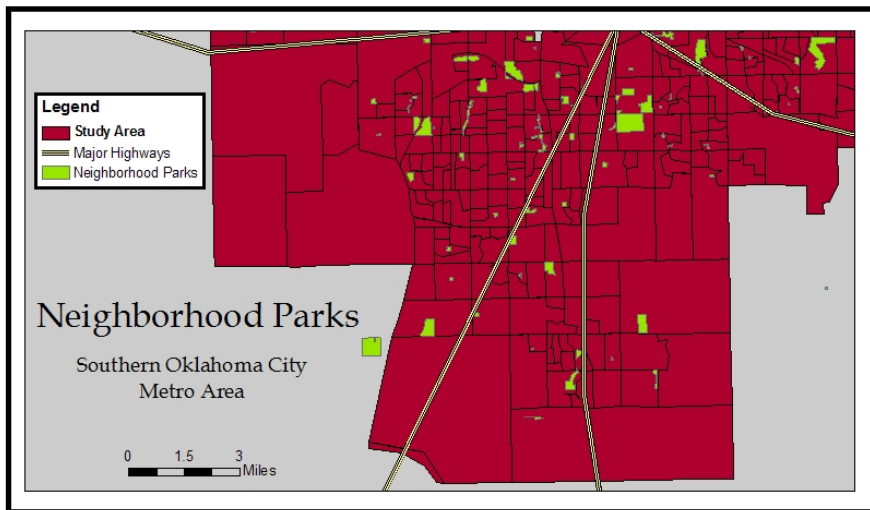 Legend
Study Area
Major Highways
Neighborhood Parks
Neighborhood Parks
Southern Oklahoma City
Metro Area
0 1.5 3
Miles